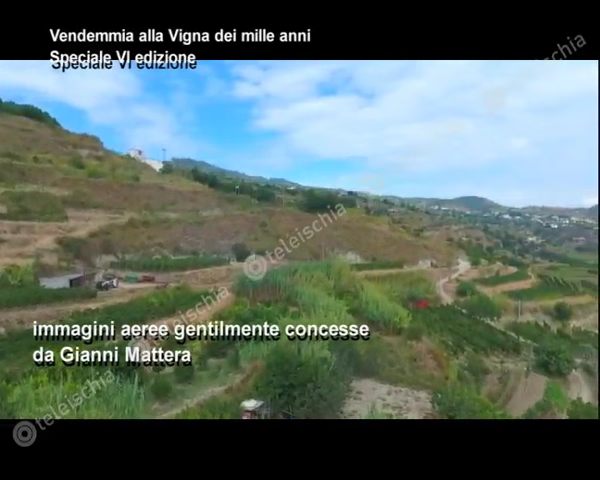 Vendemmia alla Vigna dei mille anni
Speciale VI edizione
teleischia
teleischia
immagini aeree gentilmente concesse
da Gianni Mattera
teleischia
teleischia